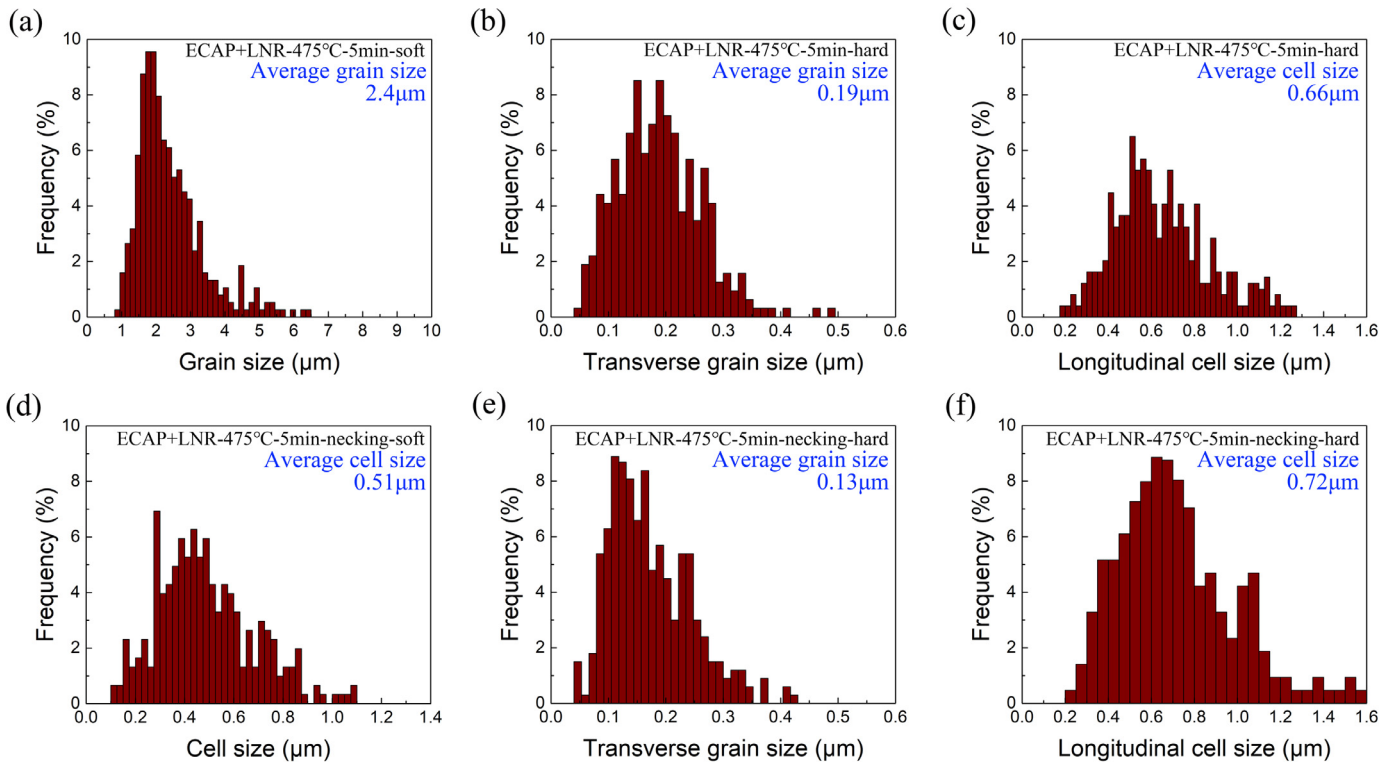 (a)
ECAP+LNR-475℃-5min-soft
Average grain size
2.4μm
Frequency (%)
10
8
6
4
2
0
0 1 2 3 4 5 6 7 8 9 10
Grain size (μm)
(b)
ECAP+LNR-475℃-5min-hard
Average grain size
0.19μm
Frequency (%)
10
8
6
4
2
0
0.0 0.1 0.2 0.3 0.4 0.5 0.6
Transverse grain size (μm)
(c)
ECAP+LNR-475℃-5min-hard
Average cell size
0.66μm
Frequency (%)
10
8
6
4
2
0
0.0 0.2 0.4 0.6 0.8 1.0 1.2 1.4 1.6
Longitudinal cell size (μm)
(d)
ECAP+LNR-475℃-5min-necking-soft
Average cell size
0.51μm
Frequency (%)
10
8
6
4
2
0
0.0 0.2 0.4 0.6 0.8 1.0 1.2 1.4
Cell size (μm)
(e)
ECAP+LNR-475℃-5min-necking-hard
Average grain size
0.13μm
Frequency (%)
10
8
6
4
2
0
0.0 0.1 0.2 0.3 0.4 0.5 0.6
Transverse grain size (μm)
(f)
ECAP+LNR-475℃-5min-necking-hard
Average cell size
0.72μm
Frequency (%)
10
8
6
4
2
0
0.0 0.2 0.4 0.6 0.8 1.0 1.2 1.4 1.6
Longitudinal cell size (μm)